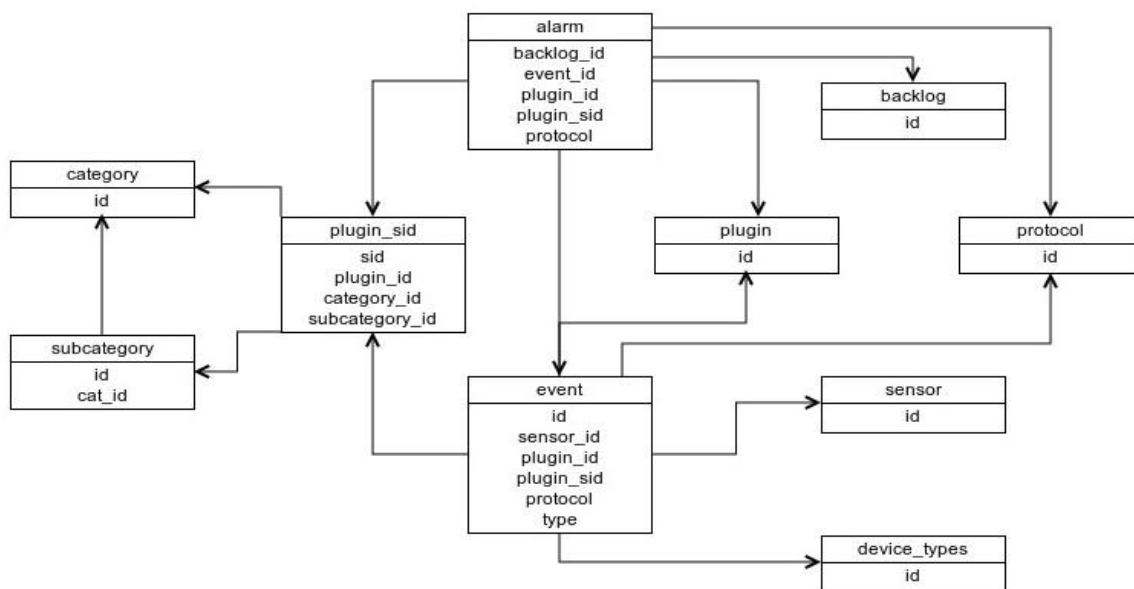 alarm
backlog_id
event_id
plugin_id
plugin_sid
protocol
backlog
id
category
id
plugin_sid
sid
plugin_id
category_id
subcategory_id
plugin
id
protocol
id
subcategory
id
cat_id
event
id
sensor_id
plugin_id
plugin_sid
protocol
type
sensor
id
device_types
id